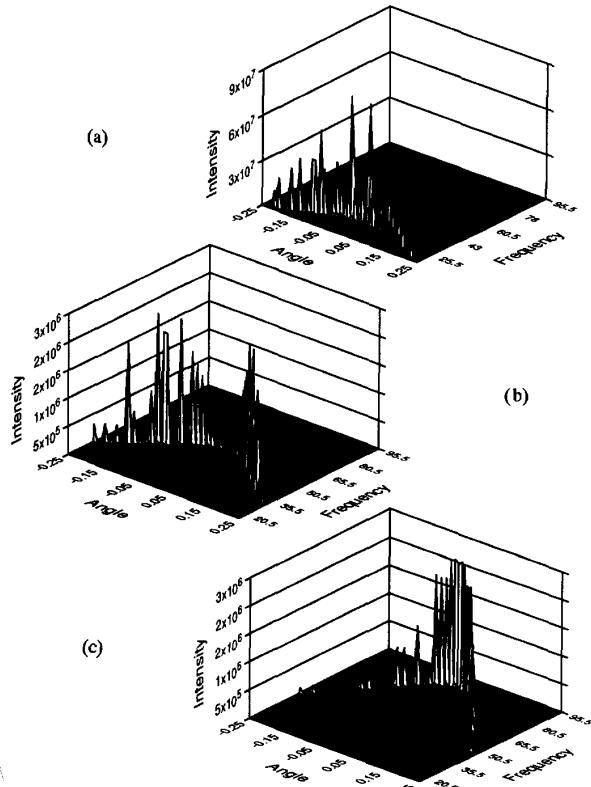 (a)
Intensity
9x10⁷
6x10⁷
3x10⁷
-0.25
-0.15
-0.05
0.05
0.15
0.25
Angle
25.5
43
60.5
78
95.5
Frequency
(b)
Intensity
3x10⁶
2x10⁶
2x10⁶
1x10⁶
5x10⁵
-0.25
-0.15
-0.05
0.05
0.15
0.25
Angle
20.5
35.5
50.5
65.5
80.5
95.5
Frequency
(c)
Intensity
3x10⁶
2x10⁶
2x10⁶
1x10⁶
5x10⁵
-0.25
-0.15
-0.05
0.05
0.15
Angle
20.5
35.5
50.5
65.5
80.5
95.5
Frequency